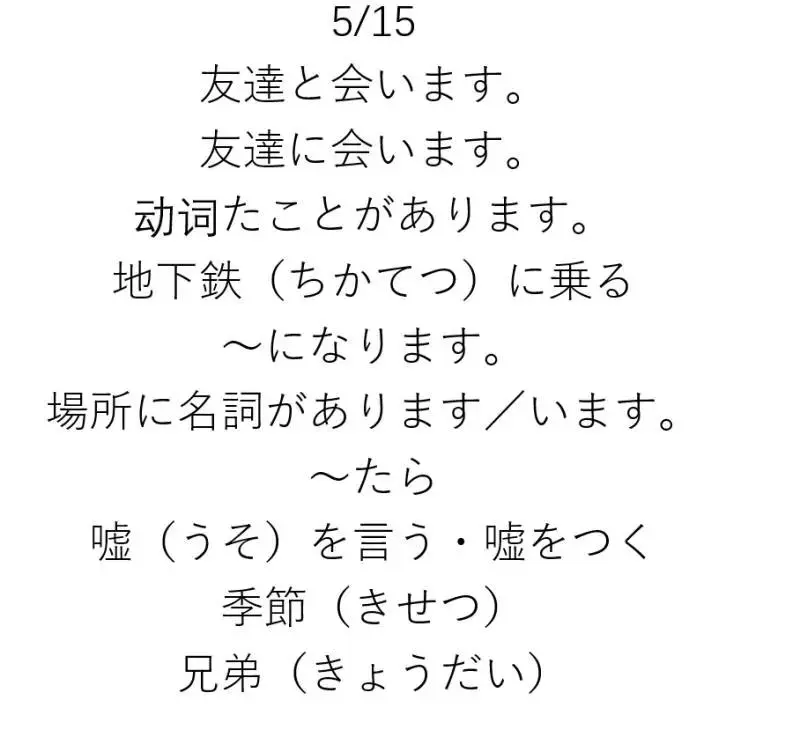 5/15
友達と会います。
友達に会います。
动词たことがあります。
地下鉄（ちかてつ）に乗る
～になります。
場所に名詞があります／います。
～たら
嘘（うそ）を言う・嘘をつく
季節（きせつ）
兄弟（きょうだい）